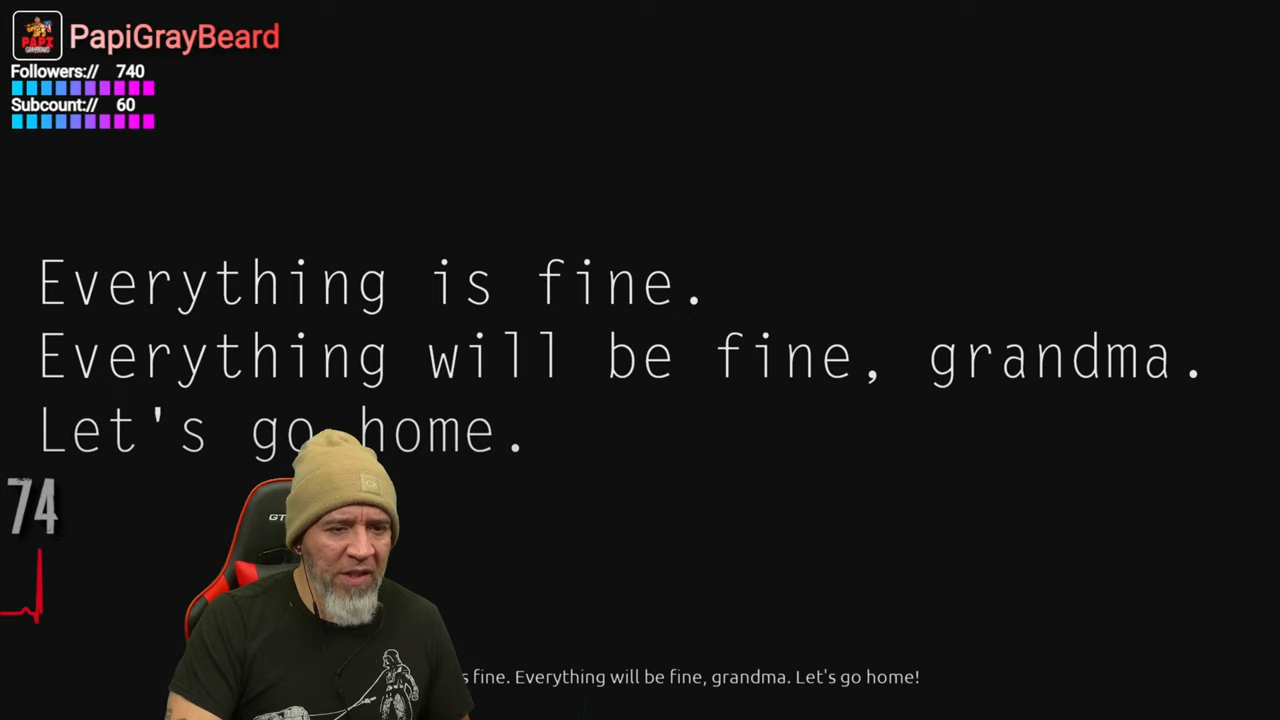 PapiGrayBeard
Followers:// 740
Subcount:// 60
Everything is fine.
Everything will be fine, grandma.
Let's go home.
74
GT
fine. Everything will be fine, grandma. Let's go home!